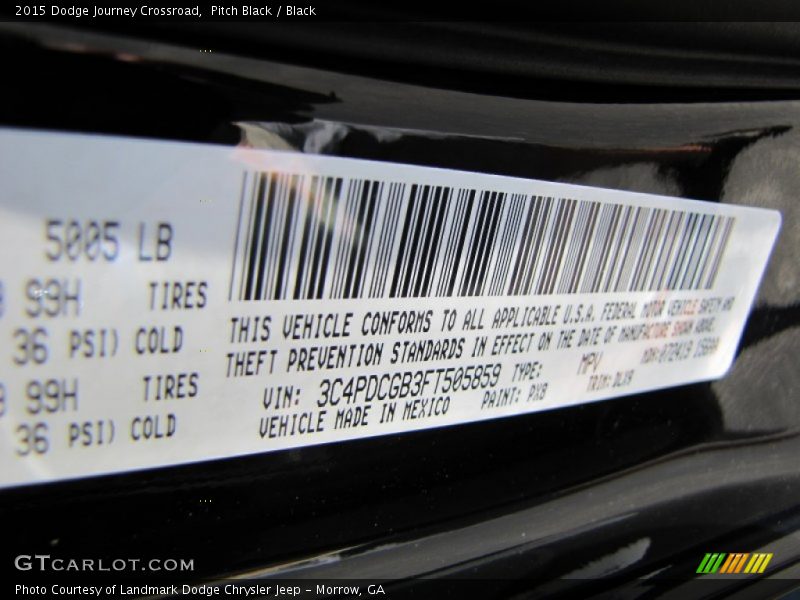 2015 Dodge Journey Crossroad, Pitch Black / Black
5005 LB
99H TIRES
36 PSI) COLD
99H TIRES
36 PSI) COLD
THIS VEHICLE CONFORMS TO ALL APPLICABLE U.S.A. FEDERAL MOTOR VEHICLE SAFETY AND
THEFT PREVENTION STANDARDS IN EFFECT ON THE DATE OF MANUFACTURE SHOWN ABOVE.
VIN: 3C4PDCGB3FT505859 TYPE: MPV
VEHICLE MADE IN MEXICO PAINT: PX8 TRIM: DLX9
GTCARLOT.COM
Photo Courtesy of Landmark Dodge Chrysler Jeep - Morrow, GA